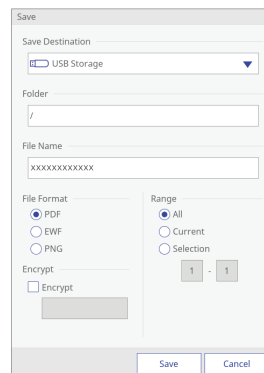 Save
Save Destination
USB Storage
Folder
/
File Name
xxxxxxxxxxxx
File Format
PDF
EWF
PNG
Encrypt
Encrypt
Range
All
Current
Selection
1 - 1
Save Cancel